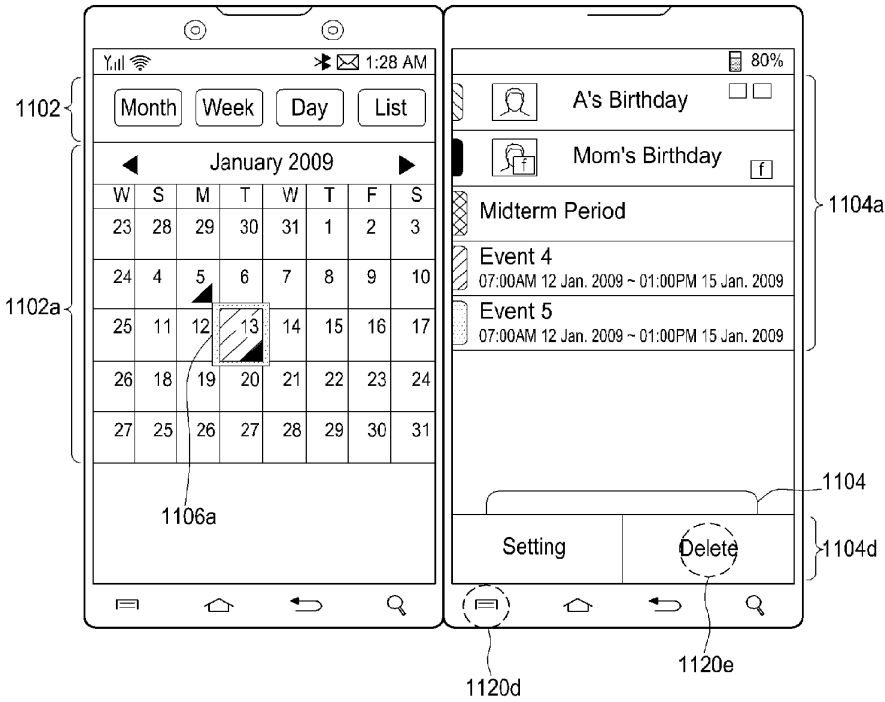 1:28 AM
80%
1102
Month Week Day List
A's Birthday
Mom's Birthday
f
f
January 2009
1104a
W S M T W T F S
Midterm Period
23 28 29 30 31 1 2 3
Event 4
07:00AM 12 Jan. 2009 ~ 01:00PM 15 Jan. 2009
24 4 5 6 7 8 9 10
1102a
Event 5
07:00AM 12 Jan. 2009 ~ 01:00PM 15 Jan. 2009
25 11 12 13 14 15 16 17
26 18 19 20 21 22 23 24
27 25 26 27 28 29 30 31
1106a
1104
Setting Delete
1104d
1120e
1120d